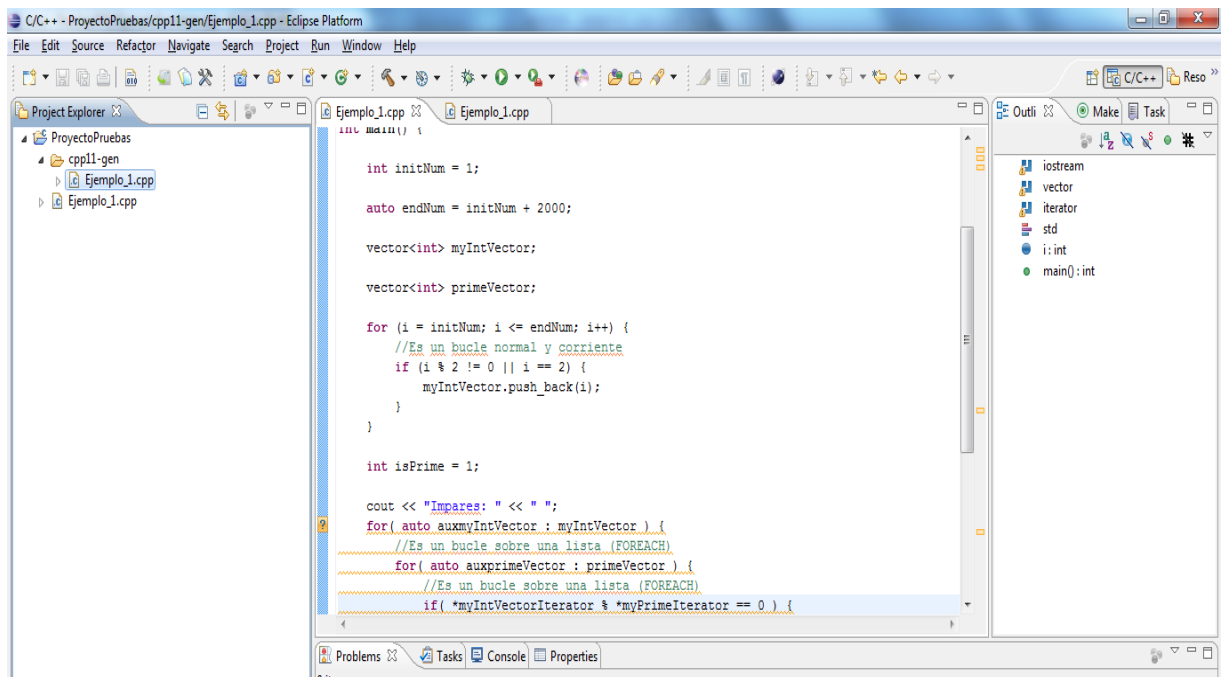 C/C++ - ProyectoPruebas/cpp11-gen/Ejemplo_1.cpp - Eclipse Platform
File Edit Source Refactor Navigate Search Project Run Window Help
C/C++ Reso
Project Explorer
ProyectoPruebas
cpp11-gen
Ejemplo_1.cpp
Ejemplo_1.cpp
Ejemplo_1.cpp Ejemplo_1.cpp
int main() {
int initNum = 1;
auto endNum = initNum + 2000;
vector<int> myIntVector;
vector<int> primeVector;
for (i = initNum; i <= endNum; i++) {
//Es un bucle normal y corriente
if (i % 2 != 0 || i == 2) {
myIntVector.push_back(i);
}
}
int isPrime = 1;
cout << "Impares: " << " ";
for( auto auxmyIntVector : myIntVector ) {
//Es un bucle sobre una lista (FOREACH)
for( auto auxprimeVector : primeVector ) {
//Es un bucle sobre una lista (FOREACH)
if( *myIntVectorIterator % *myPrimeIterator == 0 ) {
Outli Make Task
iostream
vector
iterator
std
i : int
main() : int
Problems Tasks Console Properties